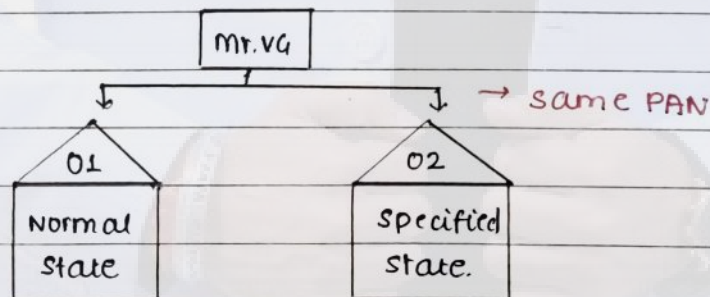 Mr.VG
→ same PAN
01
02
Normal
state
specified
state.